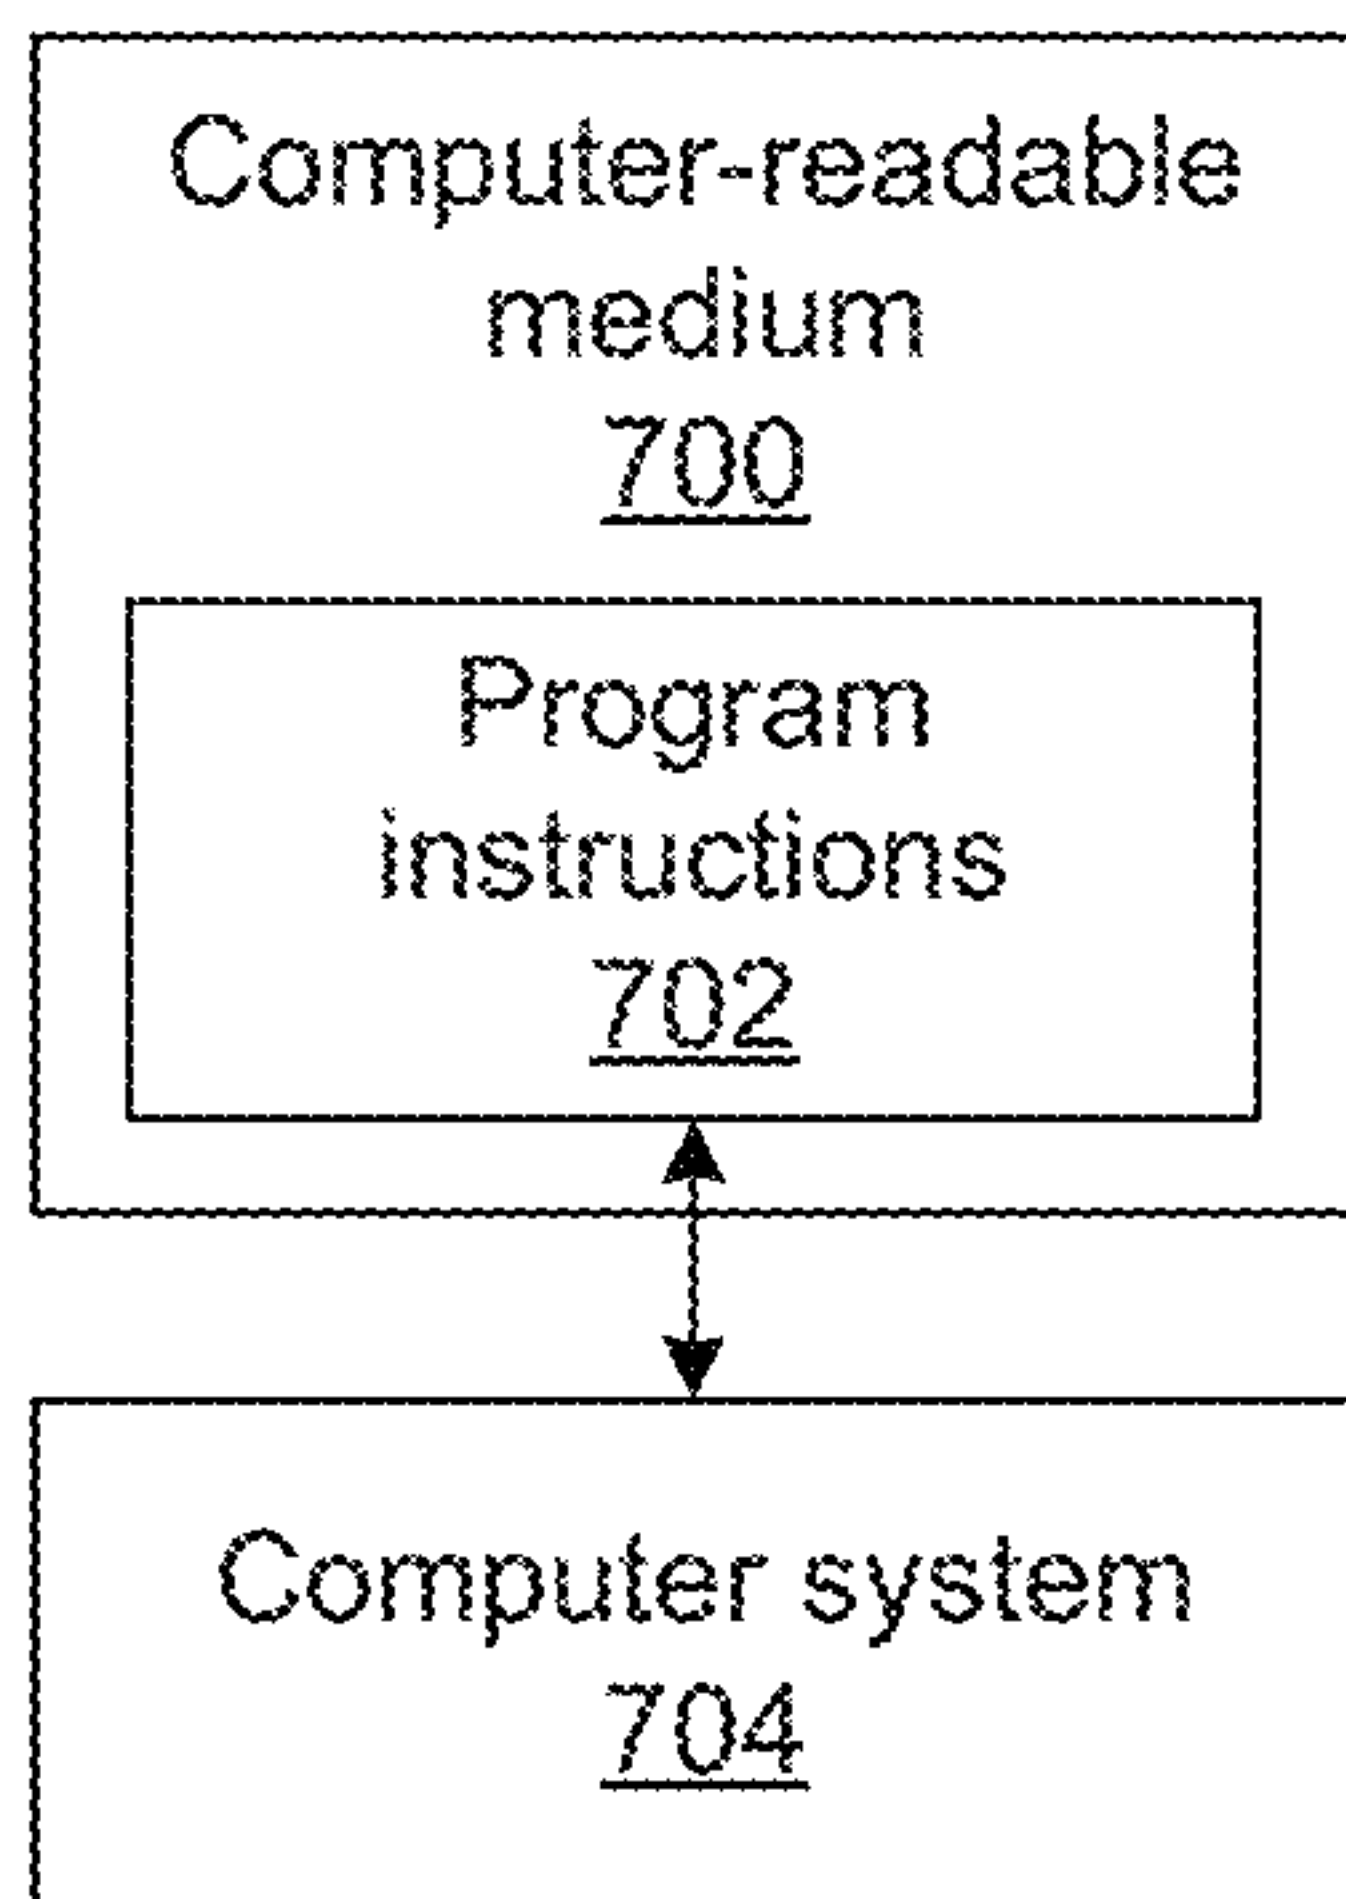 Computer-readable
medium
700
Program
instructions
702
Computer system
704